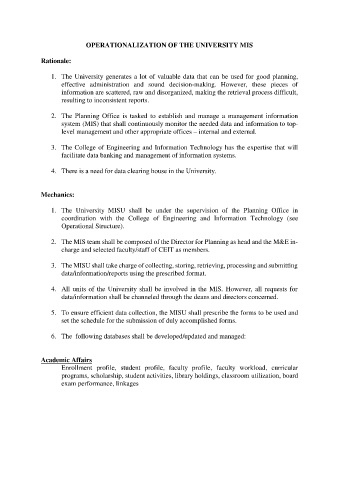 OPERATIONALIZATION OF THE UNIVERSITY MIS
Rationale:
1. The University generates a lot of valuable data that can be used for good planning,
effective administration and sound decision-making. However, these pieces of
information are scattered, raw and disorganized, making the retrieval process difficult,
resulting to inconsistent reports.
2. The Planning Office is tasked to establish and manage a management information
system (MIS) that shall continuously monitor the needed data and information to top-
level management and other appropriate offices – internal and external.
3. The College of Engineering and Information Technology has the expertise that will
facilitate data banking and management of information systems.
4. There is a need for data clearing house in the University.
Mechanics:
1. The University MISU shall be under the supervision of the Planning Office in
coordination with the College of Engineering and Information Technology (see
Operational Structure).
2. The MIS team shall be composed of the Director for Planning as head and the M&E in-
charge and selected faculty/staff of CEIT as members.
3. The MISU shall take charge of collecting, storing, retrieving, processing and submitting
data/information/reports using the prescribed format.
4. All units of the University shall be involved in the MIS. However, all requests for
data/information shall be channeled through the deans and directors concerned.
5. To ensure efficient data collection, the MISU shall prescribe the forms to be used and
set the schedule for the submission of duly accomplished forms.
6. The following databases shall be developed/updated and managed:
Academic Affairs
Enrollment profile, student profile, faculty profile, faculty workload, curricular
programs, scholarship, student activities, library holdings, classroom utilization, board
exam performance, linkages